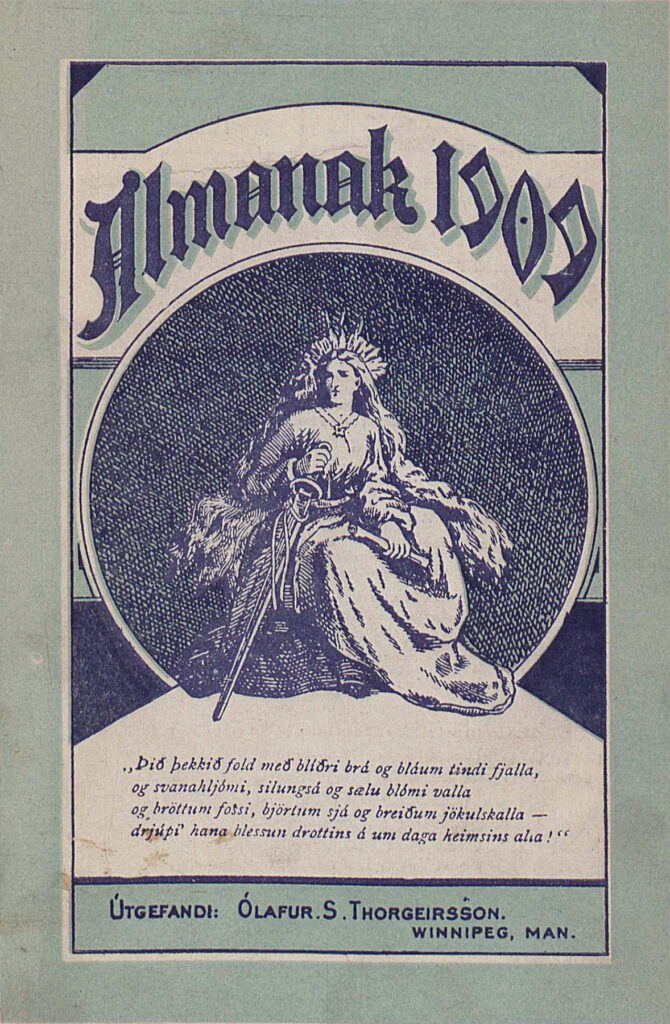 Almanak 1909
„Þið þekkið fold með blíðri brá og bláum tindi fjalla,
og svanahljómi, silungsá og sælu blómi valla
og bröttum fossi, björtum sjá og breiðum jökulskalla —
drjúpi' hana blessun drottins á um daga heimsins alla!“
ÚTGEFANDI: ÓLAFUR. S. THORGEIRSSON.
WINNIPEG, MAN.